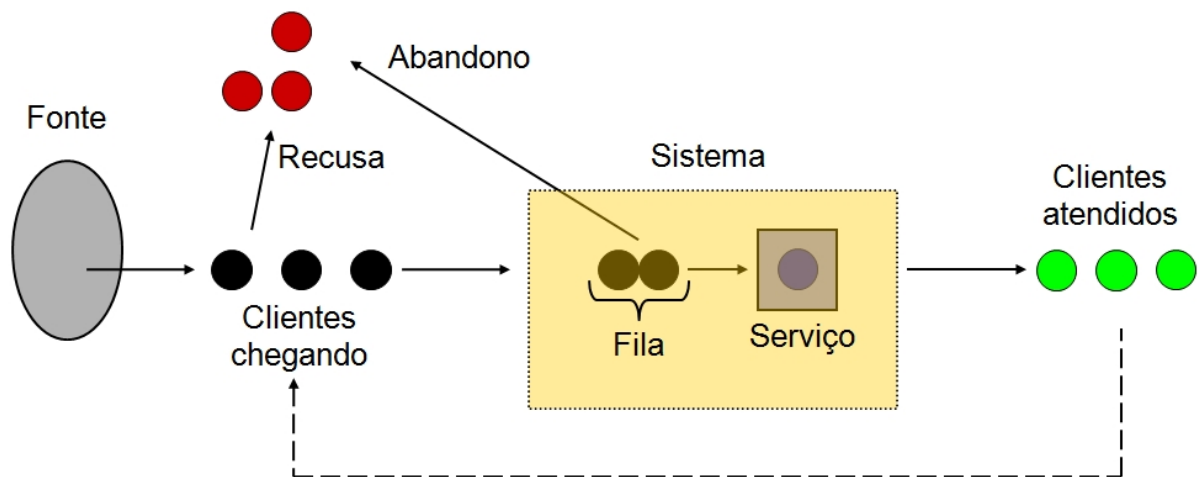 Abandono
Fonte
Recusa
Sistema
Clientes
atendidos
Clientes
chegando
Fila
Serviço